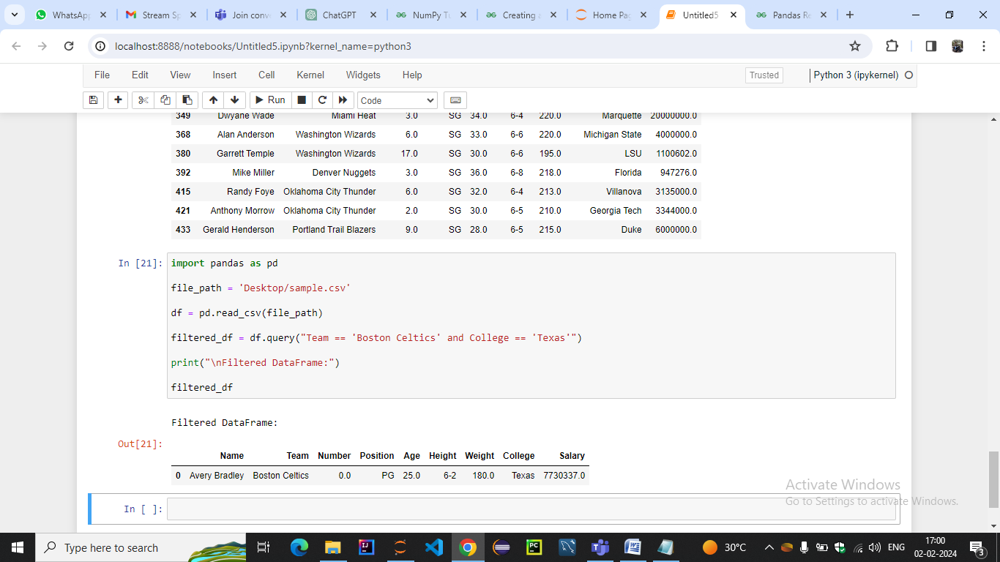 WhatsApp
Stream Sp
Join conv
ChatGPT
NumPy Tu
Creating a
Home Pag
Untitled5
Pandas Re
localhost:8888/notebooks/Untitled5.ipynb?kernel_name=python3
File Edit View Insert Cell Kernel Widgets Help
Trusted
Python 3 (ipykernel)
Run
Code
349 Dwyane Wade Miami Heat 3.0 SG 34.0 6-4 220.0 Marquette 20000000.0
368 Alan Anderson Washington Wizards 6.0 SG 33.0 6-6 220.0 Michigan State 4000000.0
380 Garrett Temple Washington Wizards 17.0 SG 30.0 6-6 195.0 LSU 1100602.0
392 Mike Miller Denver Nuggets 3.0 SG 36.0 6-8 218.0 Florida 947276.0
415 Randy Foye Oklahoma City Thunder 6.0 SG 32.0 6-4 213.0 Villanova 3135000.0
421 Anthony Morrow Oklahoma City Thunder 2.0 SG 30.0 6-5 210.0 Georgia Tech 3344000.0
433 Gerald Henderson Portland Trail Blazers 9.0 SG 28.0 6-5 215.0 Duke 6000000.0
In [21]: import pandas as pd
file_path = 'Desktop/sample.csv'
df = pd.read_csv(file_path)
filtered_df = df.query("Team == 'Boston Celtics' and College == 'Texas'")
print("\nFiltered DataFrame:")
filtered_df
Filtered DataFrame:
Out[21]:
Name Team Number Position Age Height Weight College Salary
0 Avery Bradley Boston Celtics 0.0 PG 25.0 6-2 180.0 Texas 7730337.0
Activate Windows
Go to Settings to activate Windows.
In [ ]:
Type here to search
30°C
ENG
17:00
02-02-2024
3